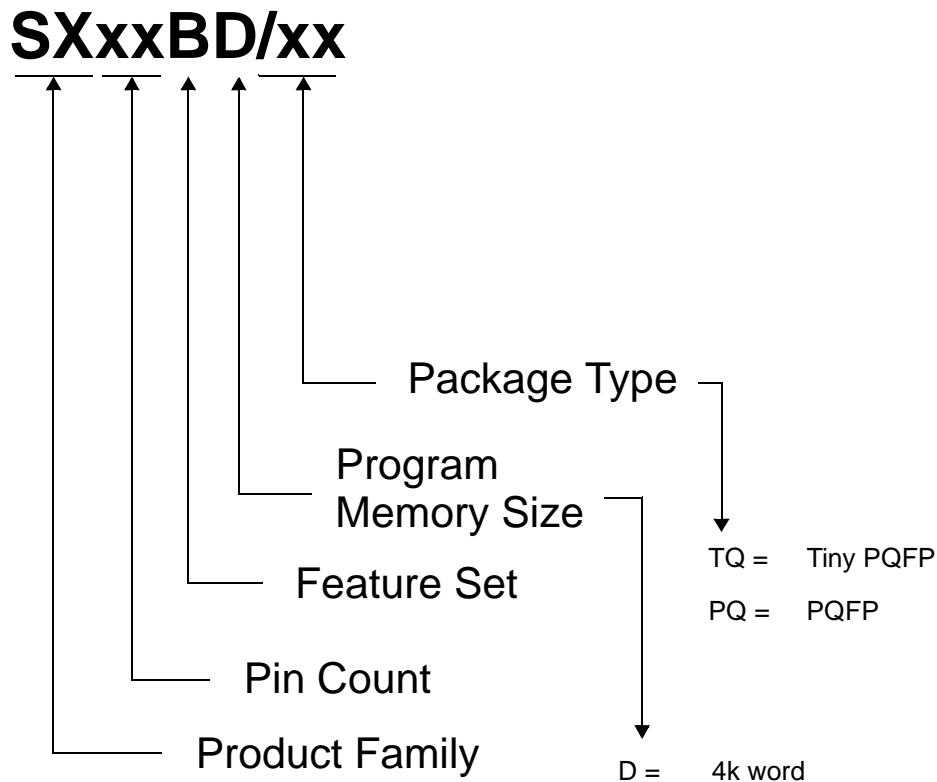 SXxxBD/xx
Package Type
Program
Memory Size
TQ = Tiny PQFP
Feature Set
PQ = PQFP
Pin Count
Product Family
D = 4k word